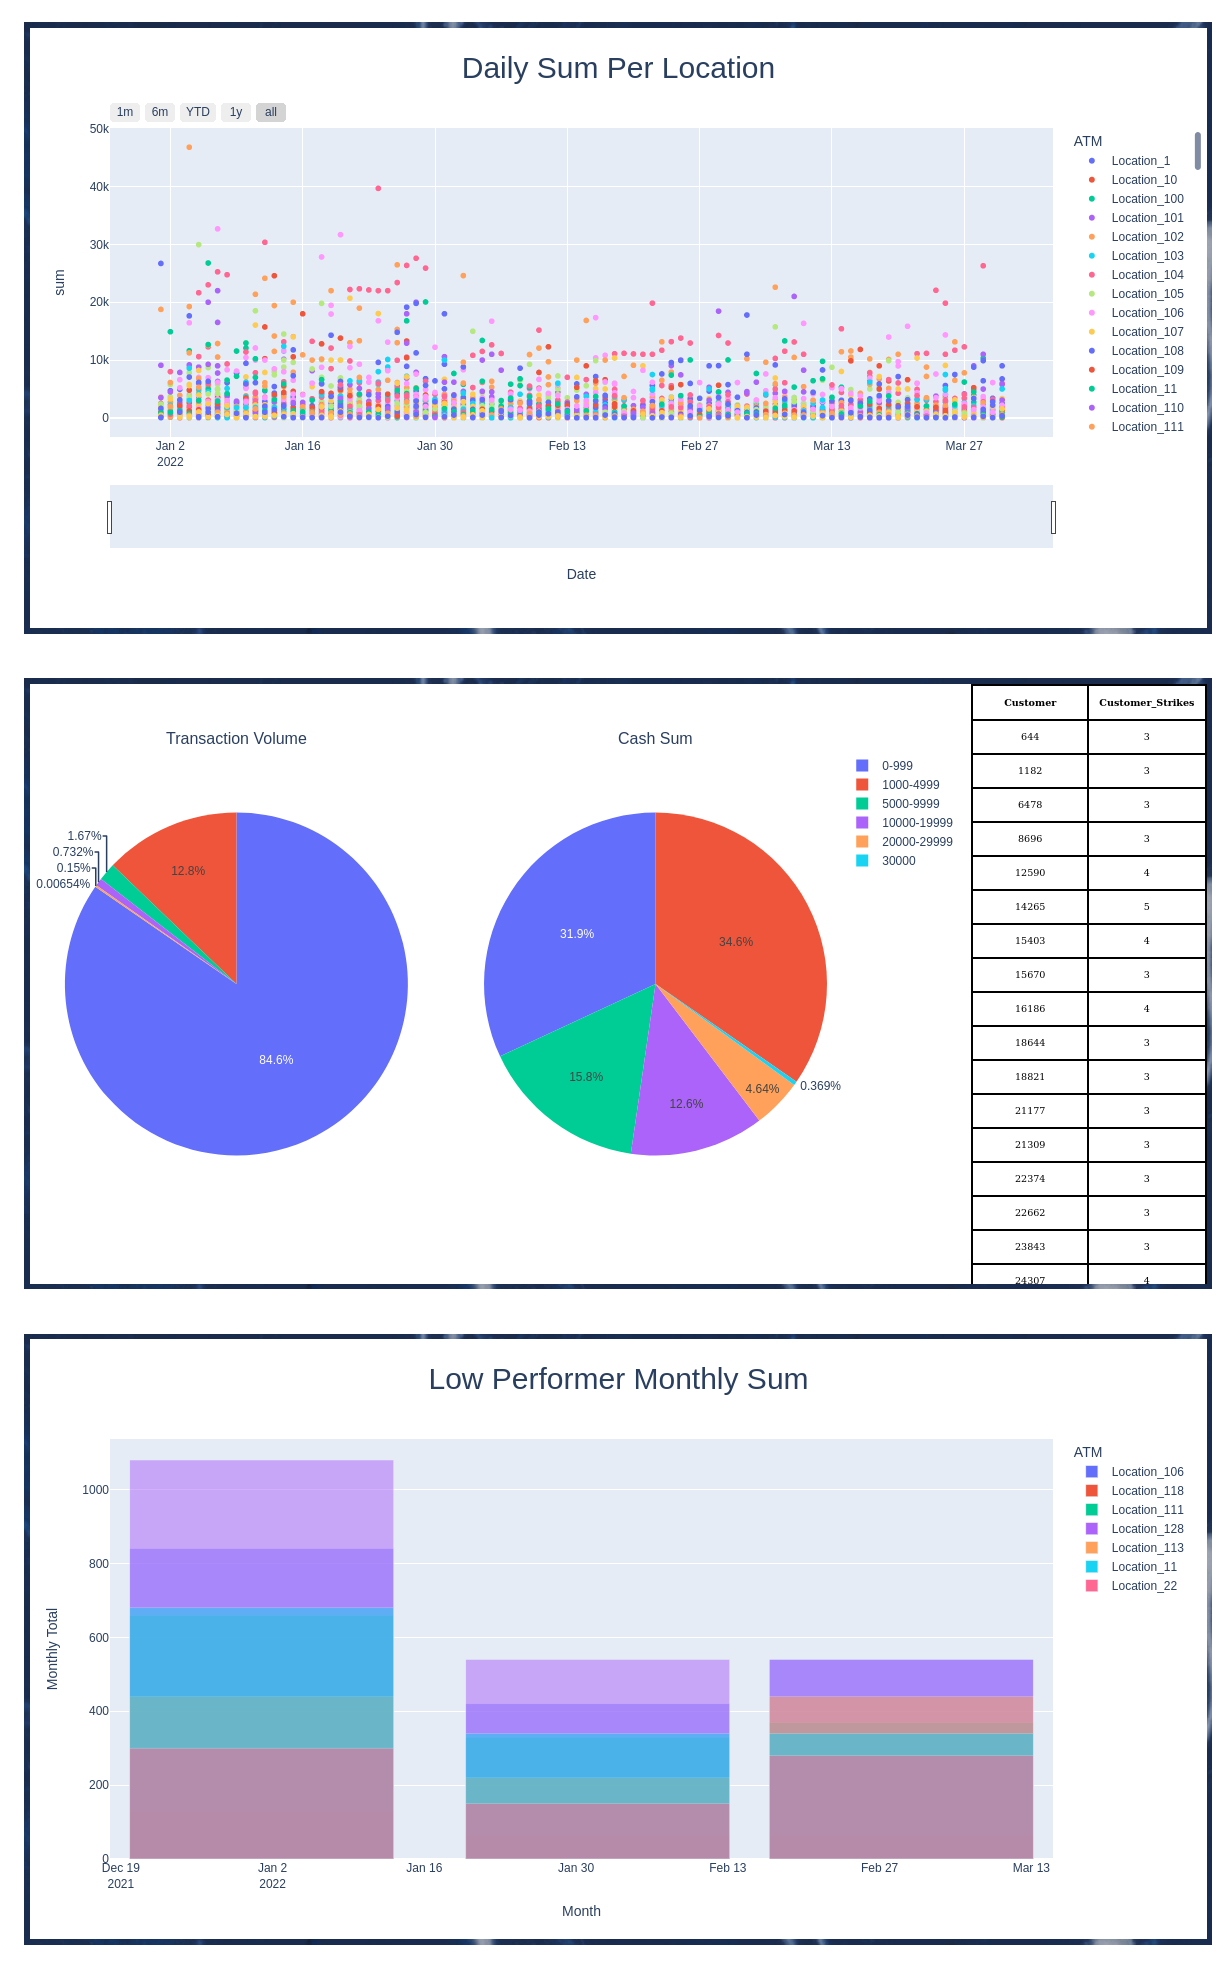 Daily Sum Per Location
1m 6m YTD 1y all
50k
40k
30k
20k
10k
0
sum
Jan 2 Jan 16 Jan 30 Feb 13 Feb 27 Mar 13 Mar 27
2022
Date
ATM
Location_1
Location_10
Location_100
Location_101
Location_102
Location_103
Location_104
Location_105
Location_106
Location_107
Location_108
Location_109
Location_11
Location_110
Location_111
Transaction Volume
1.67%
0.732%
0.15%
0.00654%
12.8%
84.6%
Cash Sum
31.9%
34.6%
15.8%
12.6%
4.64%
0.369%
0-999
1000-4999
5000-9999
10000-19999
20000-29999
30000
Customer Customer_Strikes
644 3
1182 3
6478 3
8696 3
12590 4
14265 5
15403 4
15670 3
16186 4
18644 3
18821 3
21177 3
21309 3
22374 3
22662 3
23843 3
24307 4
Low Performer Monthly Sum
1000
800
600
400
200
0
Monthly Total
Dec 19 Jan 2 Jan 16 Jan 30 Feb 13 Feb 27 Mar 13
2021 2022
Month
ATM
Location_106
Location_118
Location_111
Location_128
Location_113
Location_11
Location_22